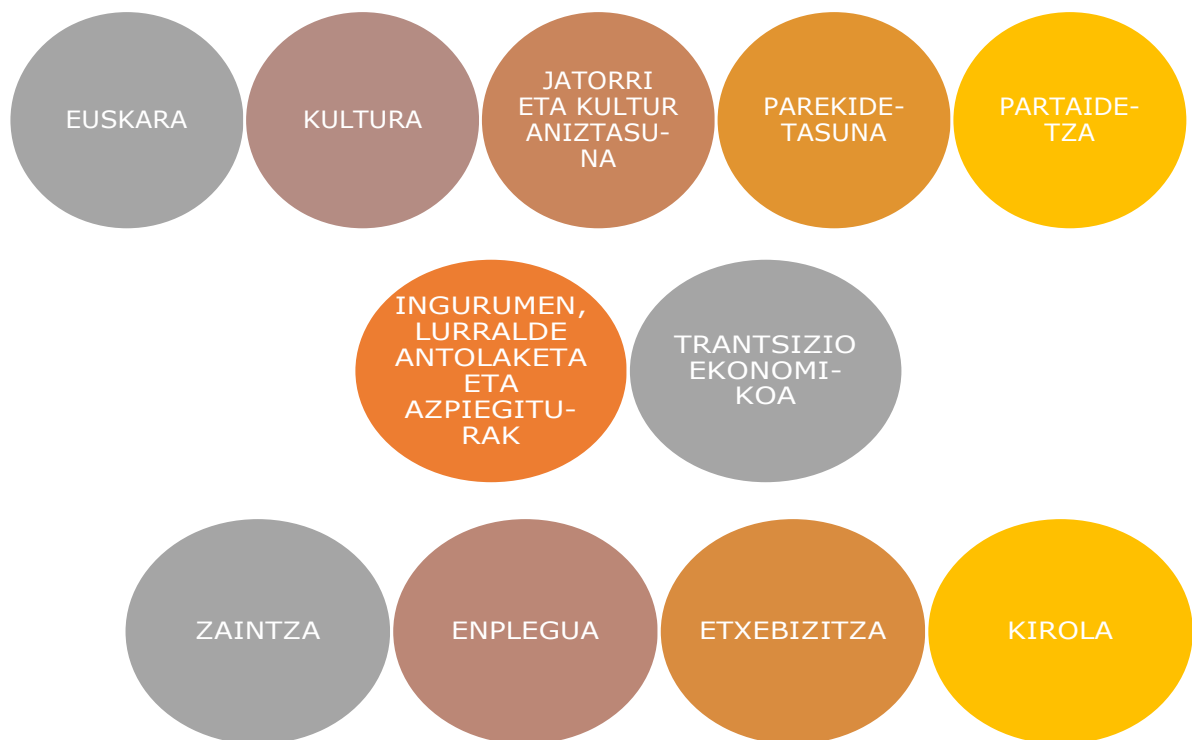 EUSKARA
KULTURA
JATORRI
ETA KULTUR
ANIZTASU-
NA
PAREKIDE-
TASUNA
PARTAIDE-
TZA
INGURUMEN,
LURRALDE
ANTOLAKETA
ETA
AZPIEGITU-
RAK
TRANTSIZIO
EKONOMI-
KOA
ZAINTZA
ENPLEGUA
ETXEBIZITZA
KIROLA